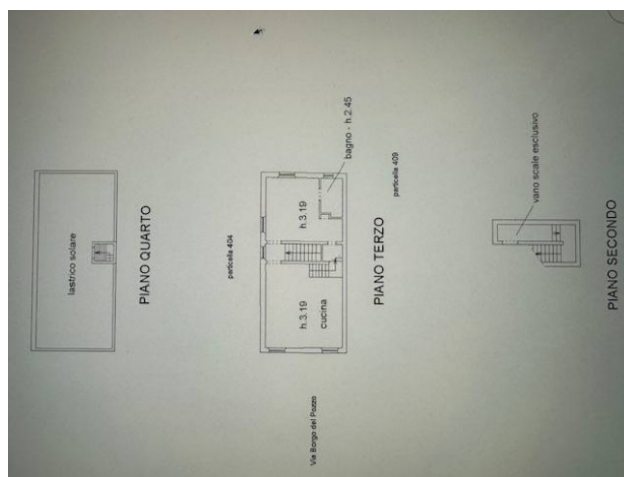 lastrico solare
PIANO QUARTO
particella 404
h.3.19
bagno - h.2.45
h.3.19
cucina
PIANO TERZO
particella 409
Via Borgo del Pozzo
vano scale esclusivo
PIANO SECONDO